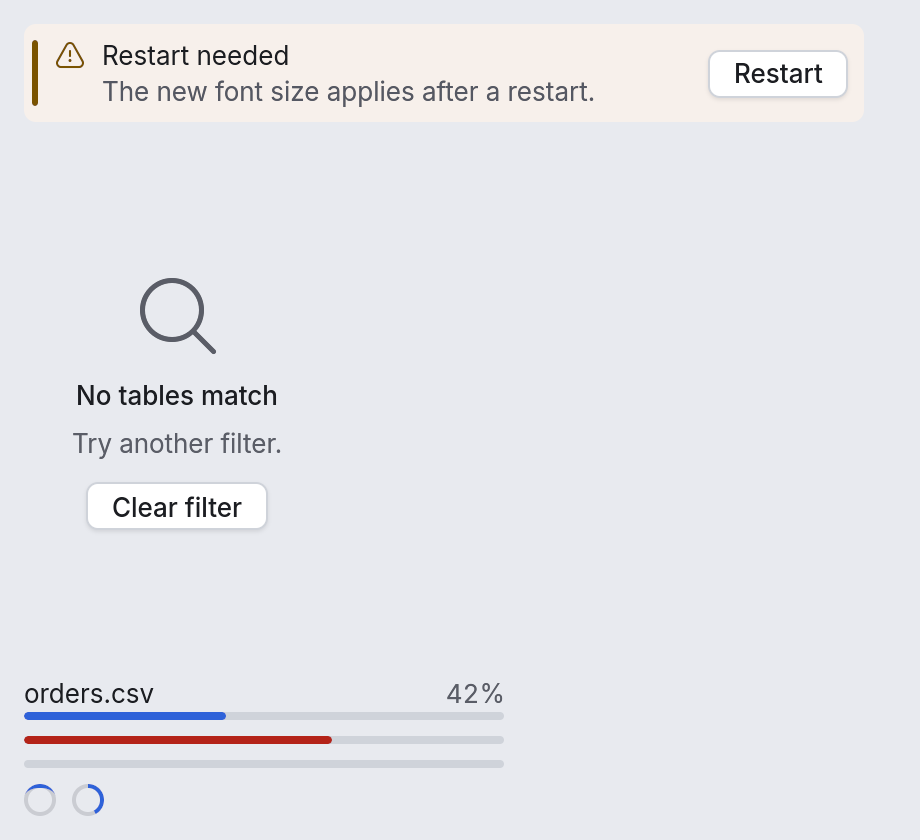 Restart needed
The new font size applies after a restart.
Restart
No tables match
Try another filter.
Clear filter
orders.csv 42%